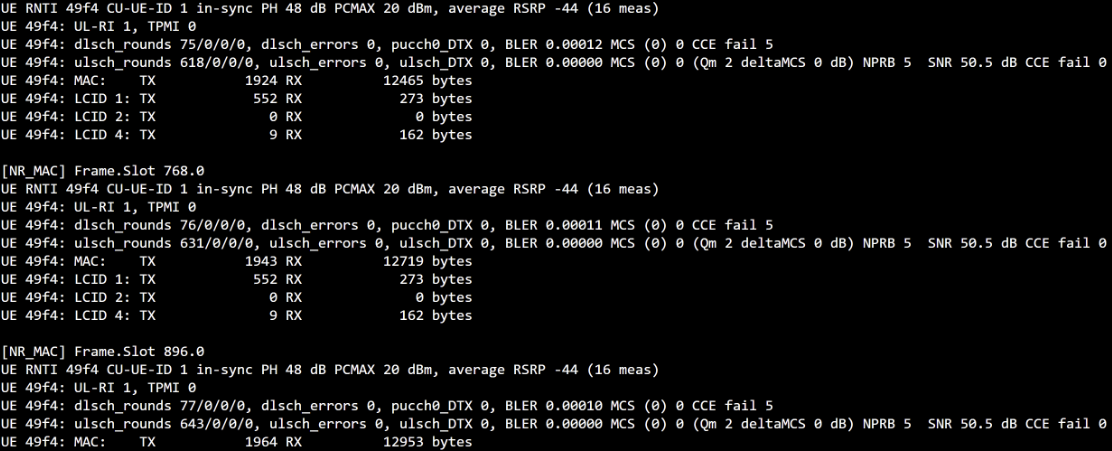 UE RNTI 49f4 CU-UE-ID 1 in-sync PH 48 dB PCMAX 20 dBm, average RSRP -44 (16 meas)
UE 49f4: UL-RI 1, TPMI 0
UE 49f4: dlsch_rounds 75/0/0/0, dlsch_errors 0, pucch0_DTX 0, BLER 0.00012 MCS (0) 0 CCE fail 5
UE 49f4: ulsch_rounds 618/0/0/0, ulsch_errors 0, ulsch_DTX 0, BLER 0.00000 MCS (0) 0 (Qm 2 deltaMCS 0 dB) NPRB 5  SNR 50.5 dB CCE fail 0
UE 49f4: MAC:    TX           1924 RX          12465 bytes
UE 49f4: LCID 1: TX            552 RX            273 bytes
UE 49f4: LCID 2: TX              0 RX              0 bytes
UE 49f4: LCID 4: TX              9 RX            162 bytes
[NR_MAC] Frame.Slot 768.0
UE RNTI 49f4 CU-UE-ID 1 in-sync PH 48 dB PCMAX 20 dBm, average RSRP -44 (16 meas)
UE 49f4: UL-RI 1, TPMI 0
UE 49f4: dlsch_rounds 76/0/0/0, dlsch_errors 0, pucch0_DTX 0, BLER 0.00011 MCS (0) 0 CCE fail 5
UE 49f4: ulsch_rounds 631/0/0/0, ulsch_errors 0, ulsch_DTX 0, BLER 0.00000 MCS (0) 0 (Qm 2 deltaMCS 0 dB) NPRB 5  SNR 50.5 dB CCE fail 0
UE 49f4: MAC:    TX           1943 RX          12719 bytes
UE 49f4: LCID 1: TX            552 RX            273 bytes
UE 49f4: LCID 2: TX              0 RX              0 bytes
UE 49f4: LCID 4: TX              9 RX            162 bytes
[NR_MAC] Frame.Slot 896.0
UE RNTI 49f4 CU-UE-ID 1 in-sync PH 48 dB PCMAX 20 dBm, average RSRP -44 (16 meas)
UE 49f4: UL-RI 1, TPMI 0
UE 49f4: dlsch_rounds 77/0/0/0, dlsch_errors 0, pucch0_DTX 0, BLER 0.00010 MCS (0) 0 CCE fail 5
UE 49f4: ulsch_rounds 643/0/0/0, ulsch_errors 0, ulsch_DTX 0, BLER 0.00000 MCS (0) 0 (Qm 2 deltaMCS 0 dB) NPRB 5  SNR 50.5 dB CCE fail 0
UE 49f4: MAC:    TX           1964 RX          12953 bytes